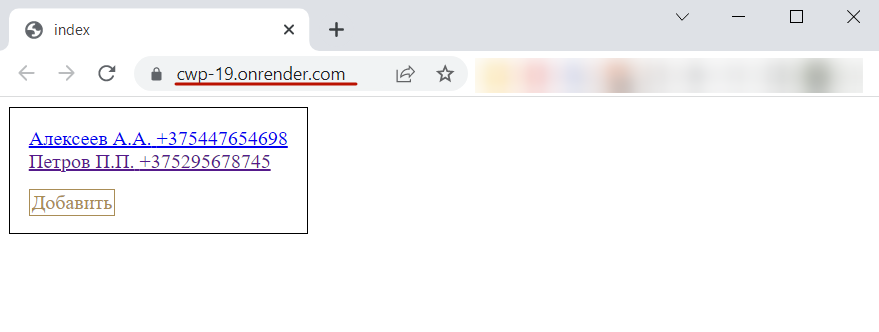 index
cwp-19.onrender.com
Алексеев А.А. +375447654698
Петров П.П. +375295678745
Добавить